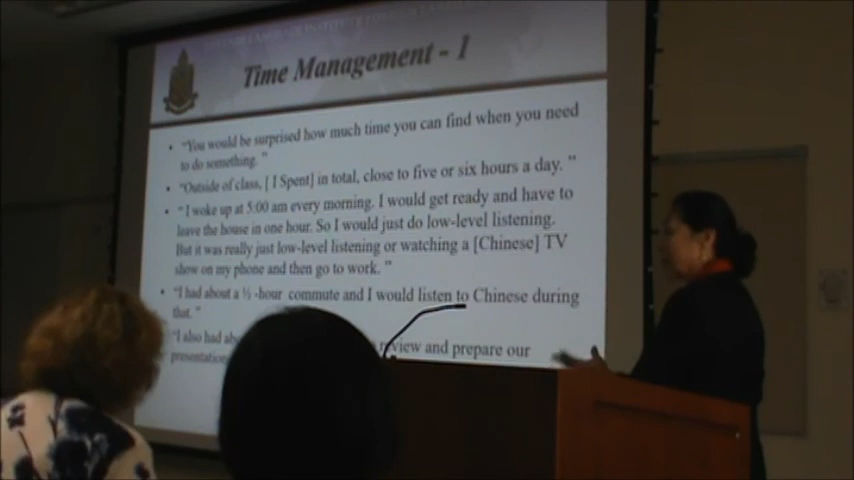 Time Management - 1
• "You would be surprised how much time you can find when you need
to do something. "
• "Outside of class, [ I Spent] in total, close to five or six hours a day. "
• " I woke up at 5:00 am every morning. I would get ready and have to
leave the house in one hour. So I would just do low-level listening.
But it was really just low-level listening or watching a [Chinese] TV
show on my phone and then go to work. "
• "I had about a ½ -hour commute and I would listen to Chinese during
that. "
"I also had review and prepare our